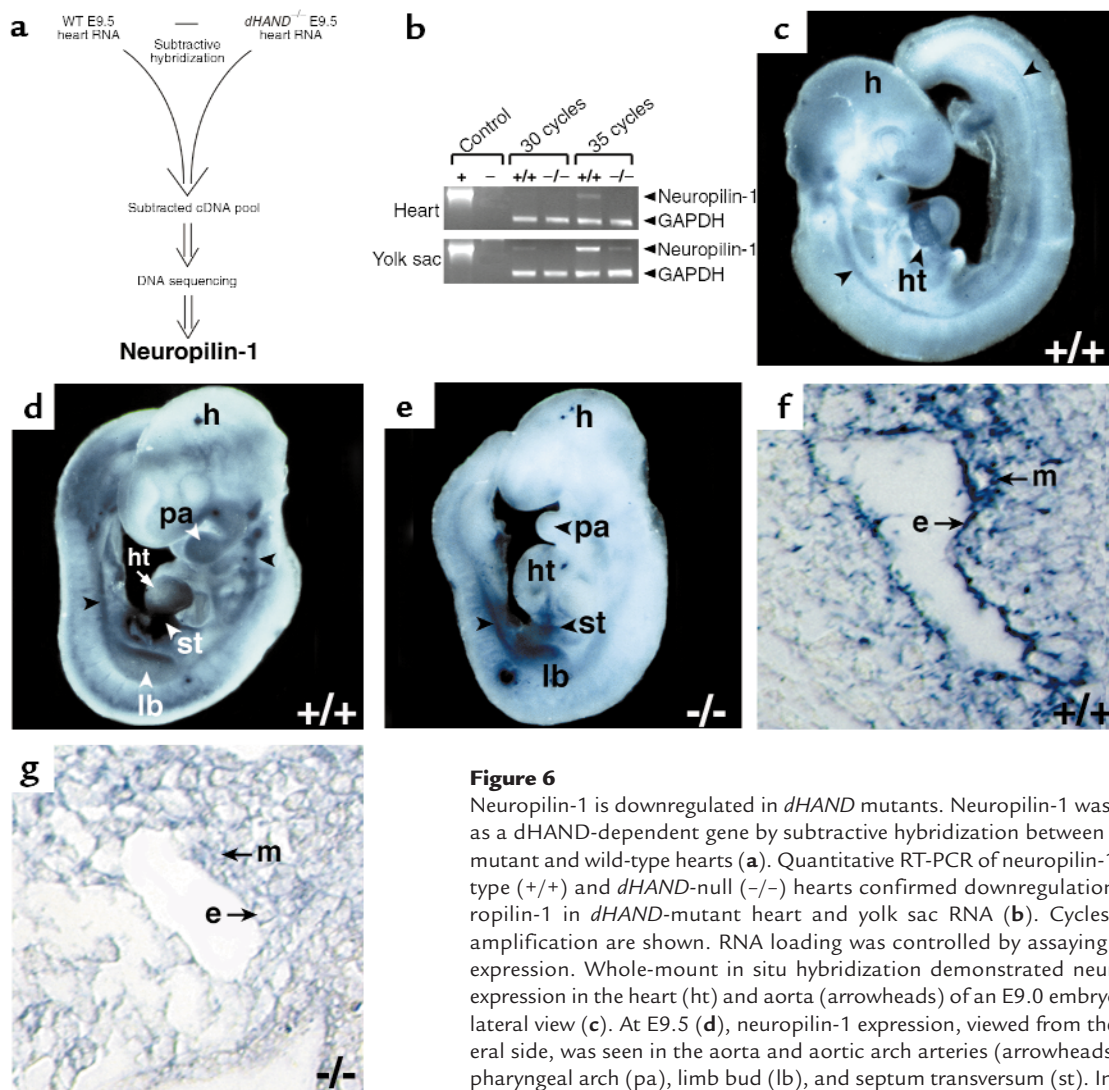 a
WT E9.5 heart RNA
—
Subtractive hybridization
dHAND−/− E9.5 heart RNA
Subtracted cDNA pool
DNA sequencing
Neuropilin-1
b
Control
30 cycles
35 cycles
+ − +/+ −/− +/+ −/−
Heart
Neuropilin-1
GAPDH
Yolk sac
Neuropilin-1
GAPDH
c
h
ht
+/+
d
h
pa
ht
st
lb
+/+
e
h
pa
ht
st
lb
-/-
f
m
e
+/+
g
m
e
-/-
Figure 6
Neuropilin-1 is downregulated in dHAND mutants. Neuropilin-1 was
as a dHAND-dependent gene by subtractive hybridization between
mutant and wild-type hearts (a). Quantitative RT-PCR of neuropilin-1
type (+/+) and dHAND-null (−/−) hearts confirmed downregulation
ropilin-1 in dHAND-mutant heart and yolk sac RNA (b). Cycles
amplification are shown. RNA loading was controlled by assaying
expression. Whole-mount in situ hybridization demonstrated neu
expression in the heart (ht) and aorta (arrowheads) of an E9.0 embryo
lateral view (c). At E9.5 (d), neuropilin-1 expression, viewed from the
eral side, was seen in the aorta and aortic arch arteries (arrowheads
pharyngeal arch (pa), limb bud (lb), and septum transversum (st). In